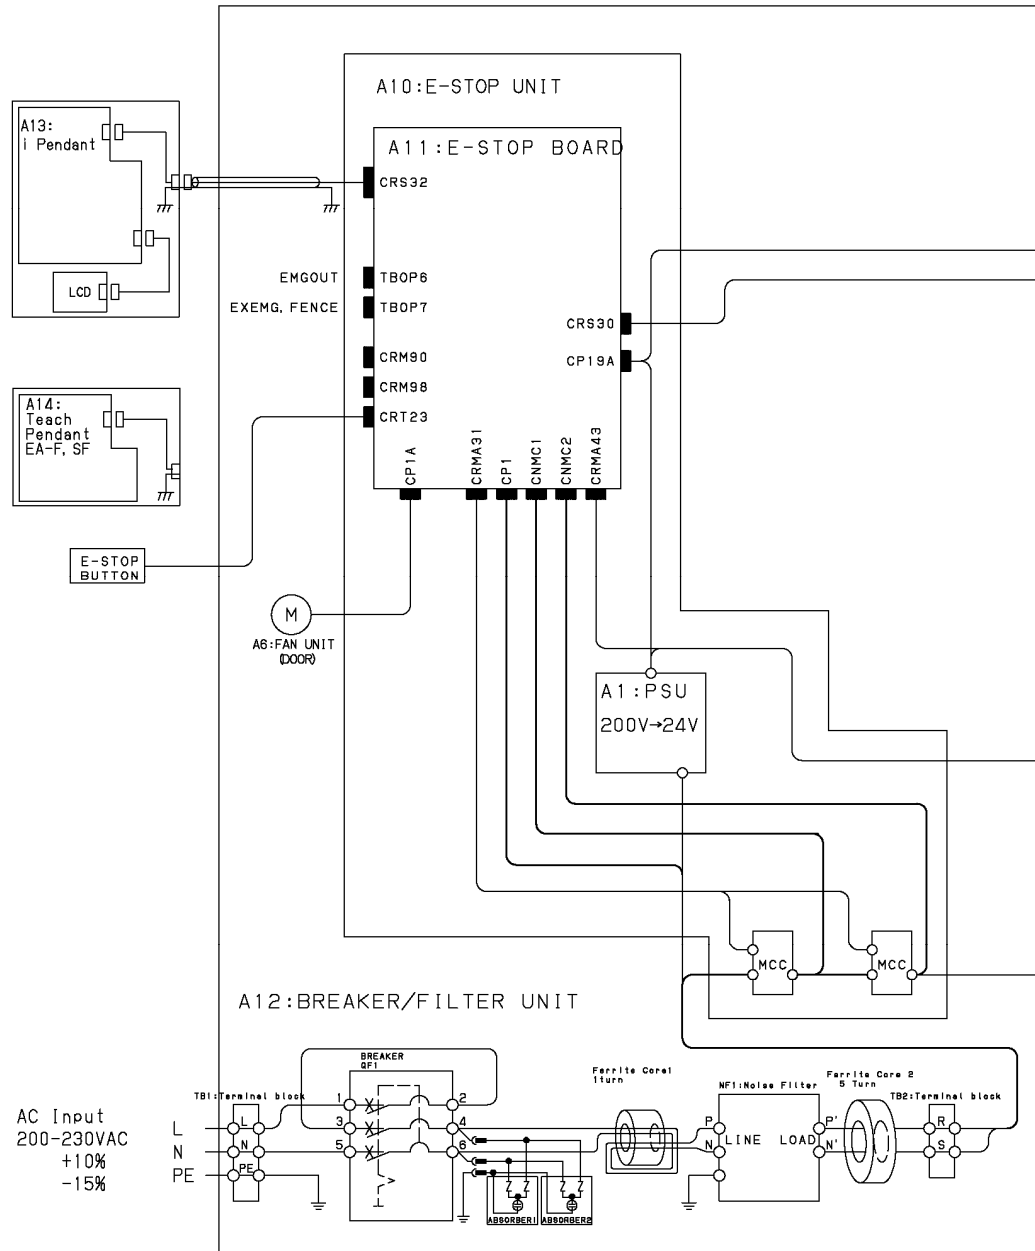 A10:E-STOP UNIT
A13:
i Pendant
A11:E-STOP BOARD
CRS32
EMGOUT
TBOP6
LCD
EXEMG, FENCE
TBOP7
CRS30
CRM90
CP19A
CRM98
A14:
Teach
Pendant
EA-F, SF
CRT23
CP1A
CRMA31
CP1
CNMC1
CNMC2
CRMA43
E-STOP
BUTTON
M
A6:FAN UNIT
(DOOR)
A1:PSU
200V→24V
MCC
MCC
A12:BREAKER/FILTER UNIT
BREAKER
QF1
Ferrite Core1
1turn
Ferrite Core 2
5 Turn
NF1:Noise Filter
TB1:Terminal block
TB2:Terminal block
AC Input
200-230VAC
+10%
-15%
L
L
1
2
3
4
P
LINE
LOAD
P'
R
N
N
5
6
N
N'
S
PE
PE
ABSORBER1
ABSORBER2